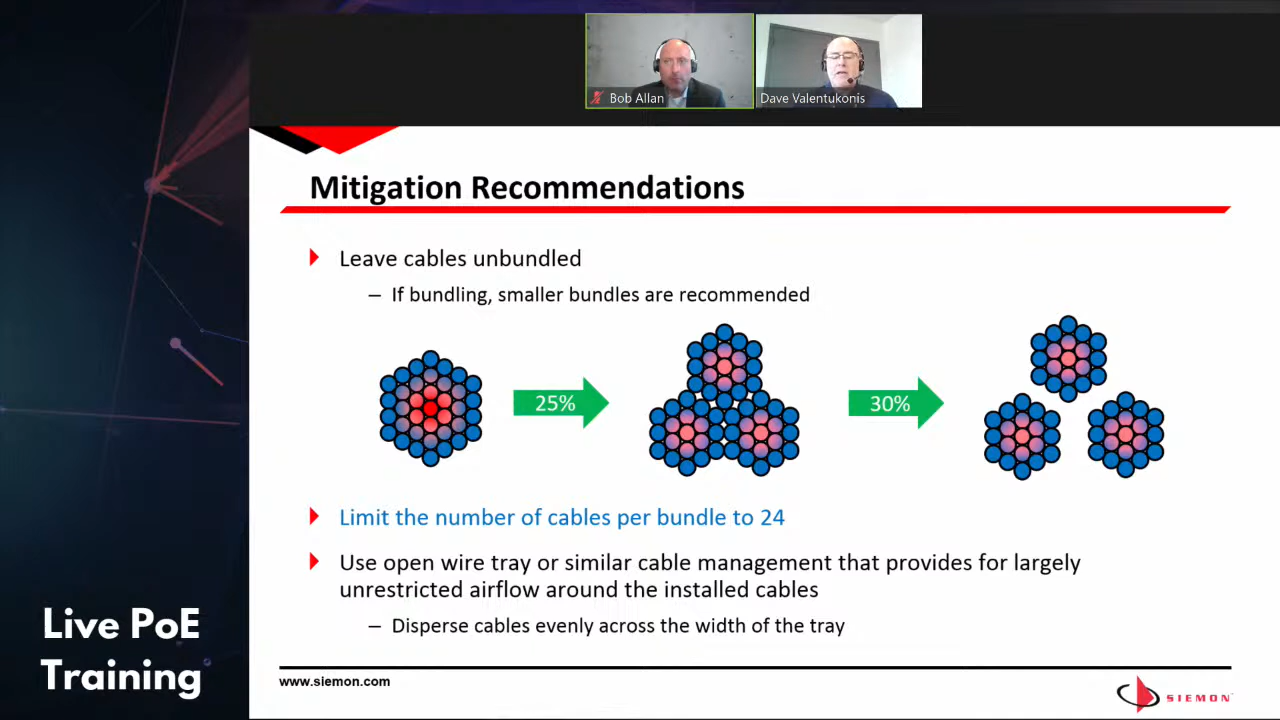 Bob Allan
Dave Valentukonis
Mitigation Recommendations
Leave cables unbundled
– If bundling, smaller bundles are recommended
25%
30%
Limit the number of cables per bundle to 24
Use open wire tray or similar cable management that provides for largely
unrestricted airflow around the installed cables
– Disperse cables evenly across the width of the tray
Live PoE
Training
www.siemon.com
SIEMON